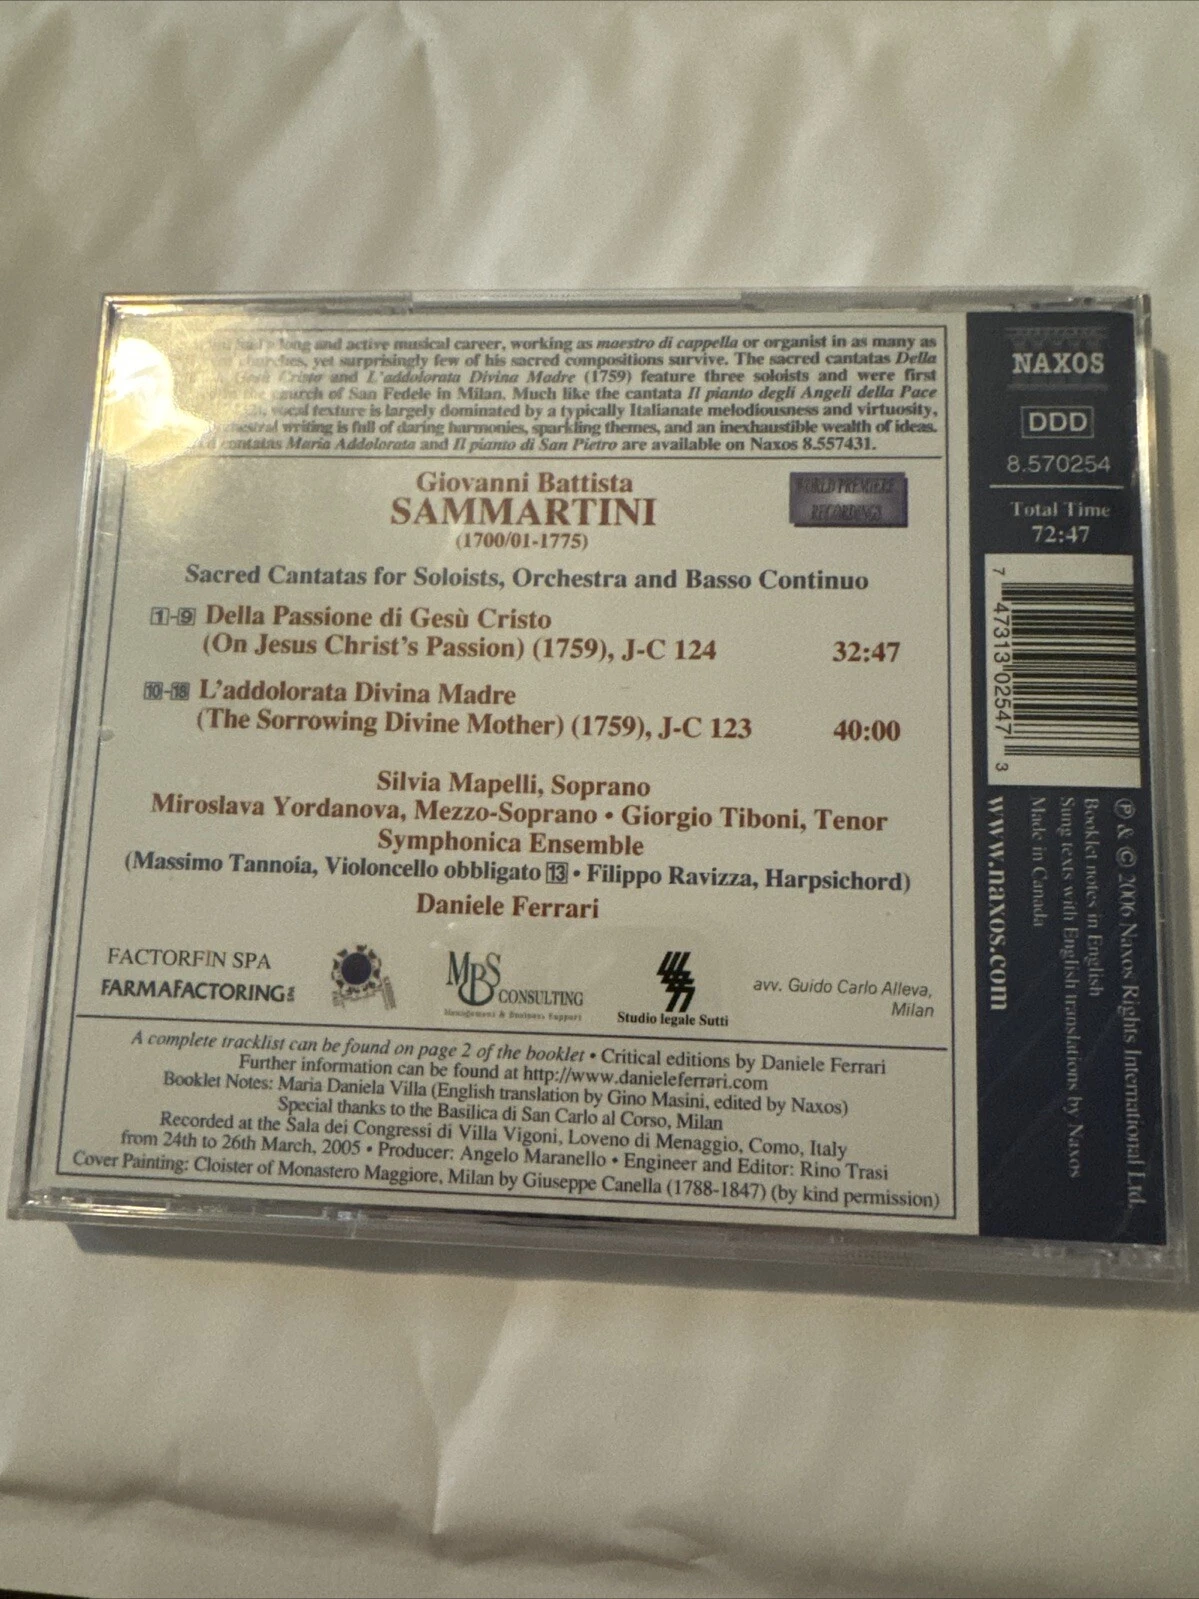 long and active musical career, working as maestro di cappella or organist in as many as
churches, yet surprisingly few of his sacred compositions survive. The sacred cantatas Della
Gesù Cristo and L'addolorata Divina Madre (1759) feature three soloists and were first
the church of San Fedele in Milan. Much like the cantata Il pianto degli Angeli della Pace
vocal texture is largely dominated by a typically Italianate melodiousness and virtuosity,
writing is full of daring harmonies, sparkling themes, and an inexhaustible wealth of ideas.
cantatas Maria Addolorata and Il pianto di San Pietro are available on Naxos 8.557431.
Giovanni Battista
SAMMARTINI
(1700/01-1775)
WORLD PREMIERE
RECORDINGS
Sacred Cantatas for Soloists, Orchestra and Basso Continuo
1-9 Della Passione di Gesù Cristo
(On Jesus Christ's Passion) (1759), J-C 124 32:47
10-18 L'addolorata Divina Madre
(The Sorrowing Divine Mother) (1759), J-C 123 40:00
Silvia Mapelli, Soprano
Miroslava Yordanova, Mezzo-Soprano • Giorgio Tiboni, Tenor
Symphonica Ensemble
(Massimo Tannoia, Violoncello obbligato 13 • Filippo Ravizza, Harpsichord)
Daniele Ferrari
FACTORFIN SPA
FARMAFACTORING
MBS CONSULTING
Management & Business Support
Studio legale Sutti
avv. Guido Carlo Alleva,
Milan
A complete tracklist can be found on page 2 of the booklet • Critical editions by Daniele Ferrari
Further information can be found at http://www.danieleferrari.com
Booklet Notes: Maria Daniela Villa (English translation by Gino Masini, edited by Naxos)
Special thanks to the Basilica di San Carlo al Corso, Milan
Recorded at the Sala dei Congressi di Villa Vigoni, Loveno di Menaggio, Como, Italy
from 24th to 26th March, 2005 • Producer: Angelo Maranello • Engineer and Editor: Rino Trasi
Cover Painting: Cloister of Monastero Maggiore, Milan by Giuseppe Canella (1788-1847) (by kind permission)
NAXOS
DDD
8.570254
Total Time
72:47
7 47313 02547 3
℗ & © 2006 Naxos Rights International Ltd.
Booklet notes in English
Sung texts with English translations by Naxos
Made in Canada
www.naxos.com